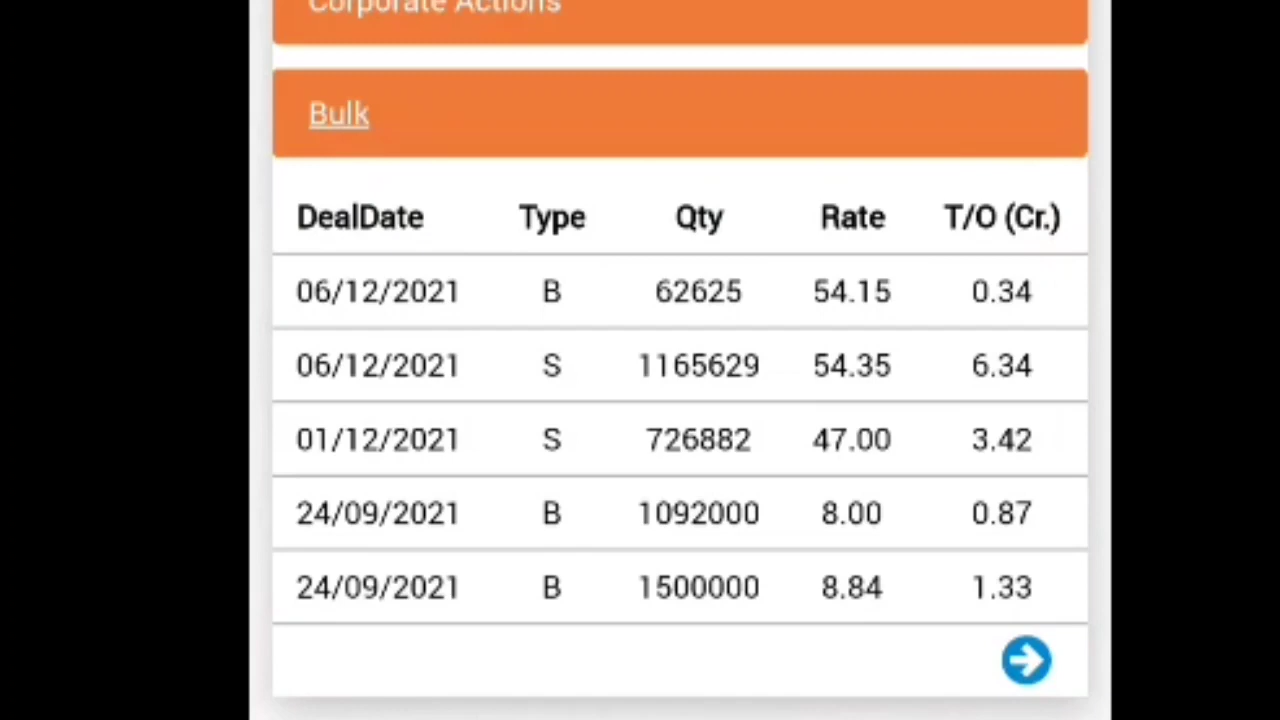 Corporate Actions
Bulk
DealDate Type Qty Rate T/O (Cr.)
06/12/2021 B 62625 54.15 0.34
06/12/2021 S 1165629 54.35 6.34
01/12/2021 S 726882 47.00 3.42
24/09/2021 B 1092000 8.00 0.87
24/09/2021 B 1500000 8.84 1.33